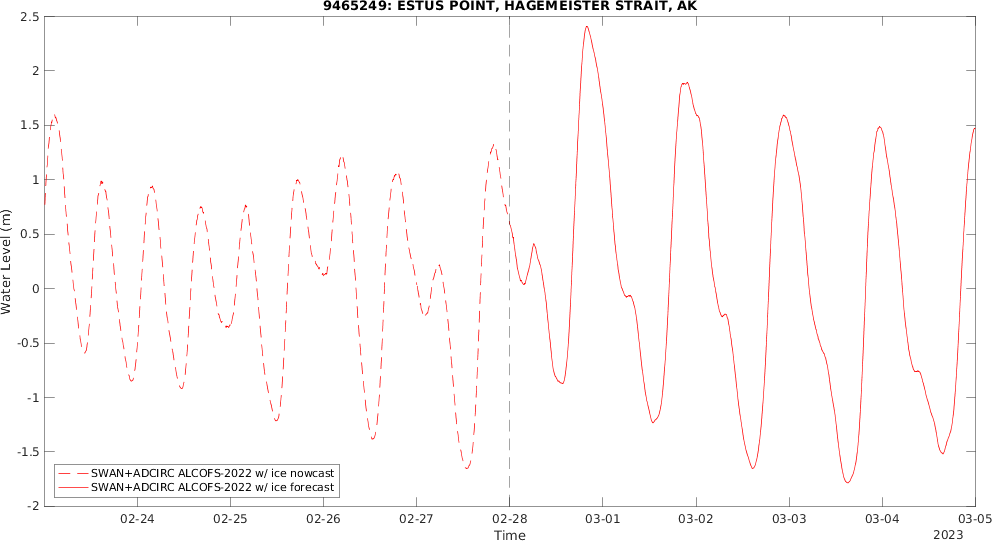 9465249: ESTUS POINT, HAGEMEISTER STRAIT, AK
2.5
2
1.5
1
0.5
0
-0.5
-1
-1.5
-2
Water Level (m)
SWAN+ADCIRC ALCOFS-2022 w/ ice nowcast
SWAN+ADCIRC ALCOFS-2022 w/ ice forecast
02-24 02-25 02-26 02-27 02-28 03-01 03-02 03-03 03-04 03-05
Time
2023